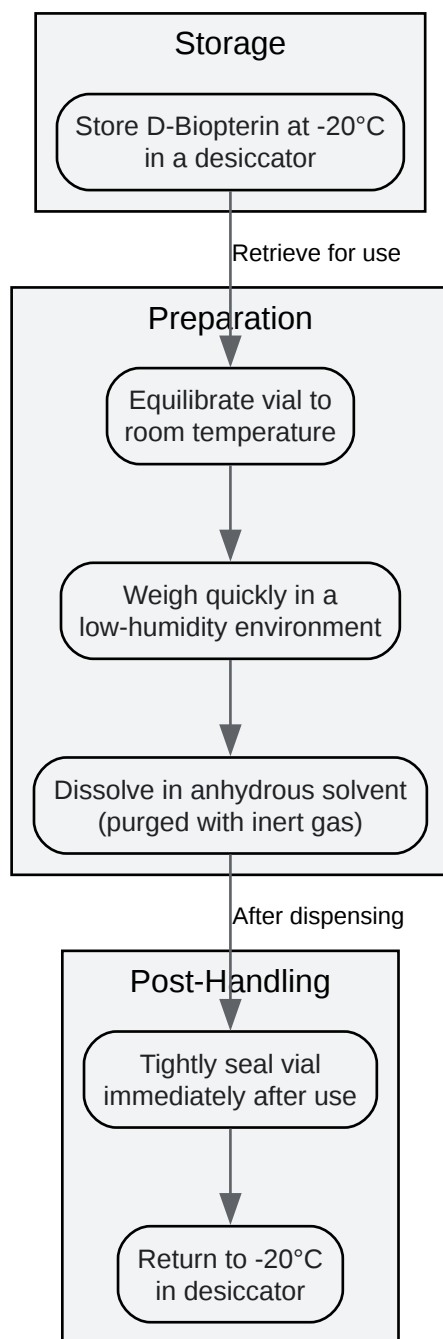 Storage
Store D-Biopterin at -20°C
in a desiccator
Retrieve for use
Preparation
Equilibrate vial to
room temperature
Weigh quickly in a
low-humidity environment
Dissolve in anhydrous solvent
(purged with inert gas)
After dispensing
Post-Handling
Tightly seal vial
immediately after use
Return to -20°C
in desiccator